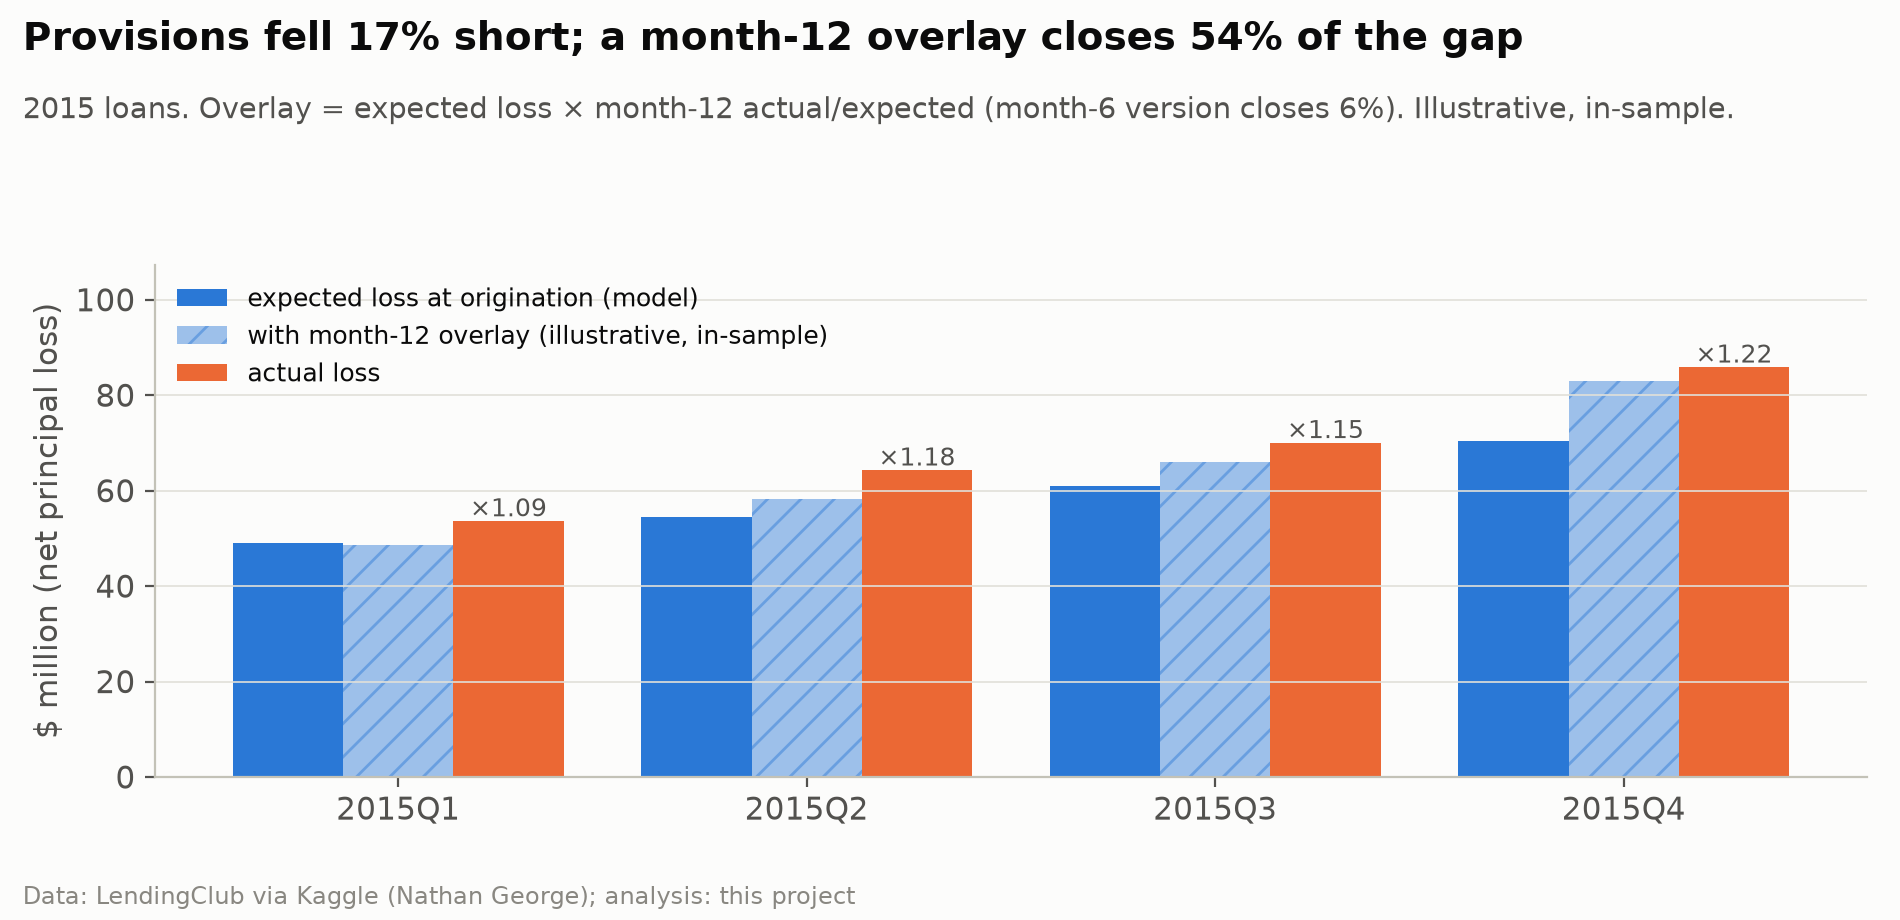 Provisions fell 17% short; a month-12 overlay closes 54% of the gap
2015 loans. Overlay = expected loss × month-12 actual/expected (month-6 version closes 6%). Illustrative, in-sample.
$ million (net principal loss)
100
80
60
40
20
0
expected loss at origination (model)
with month-12 overlay (illustrative, in-sample)
actual loss
×1.09
×1.18
×1.15
×1.22
2015Q1
2015Q2
2015Q3
2015Q4
Data: LendingClub via Kaggle (Nathan George); analysis: this project